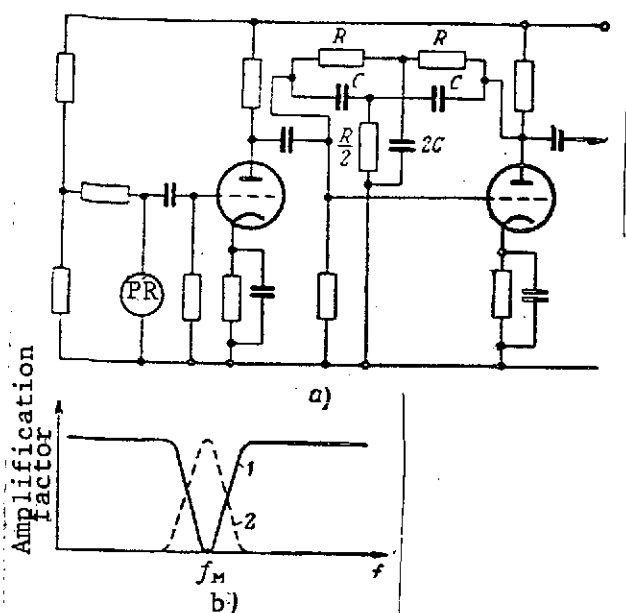 R R
C C
R/2 2C
PR
a)
Amplification
factor
1
2
fм f
b)